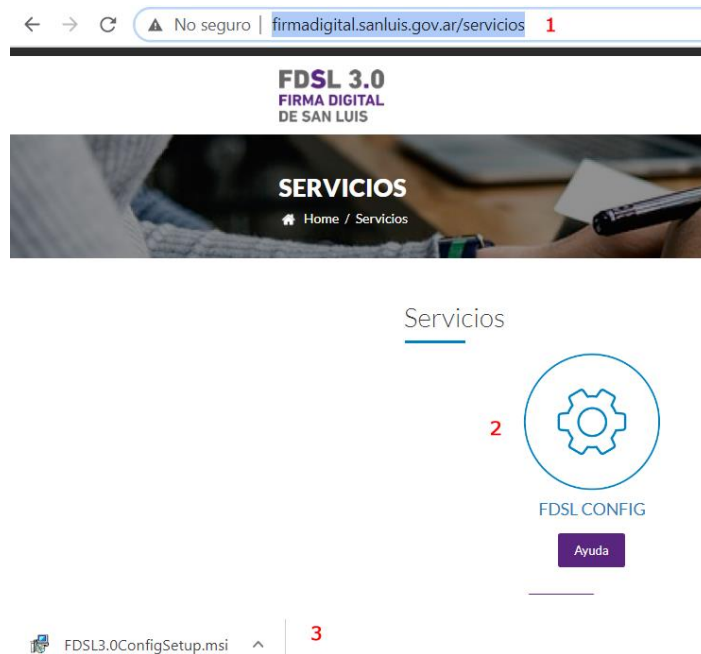 No seguro | firmadigital.sanluis.gov.ar/servicios 1
FDSL 3.0
FIRMA DIGITAL
DE SAN LUIS
SERVICIOS
Home / Servicios
Servicios
2
FDSL CONFIG
Ayuda
FDSL3.0ConfigSetup.msi 3